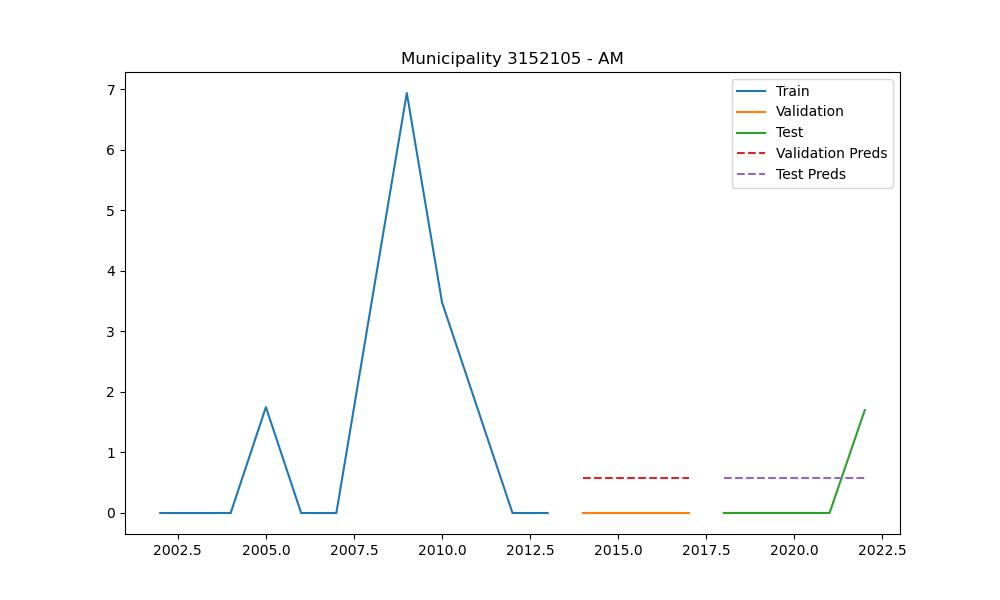 Municipality 3152105 - AM
Train
Validation
Test
Validation Preds
Test Preds
7
6
5
4
3
2
1
0
2002.5 2005.0 2007.5 2010.0 2012.5 2015.0 2017.5 2020.0 2022.5